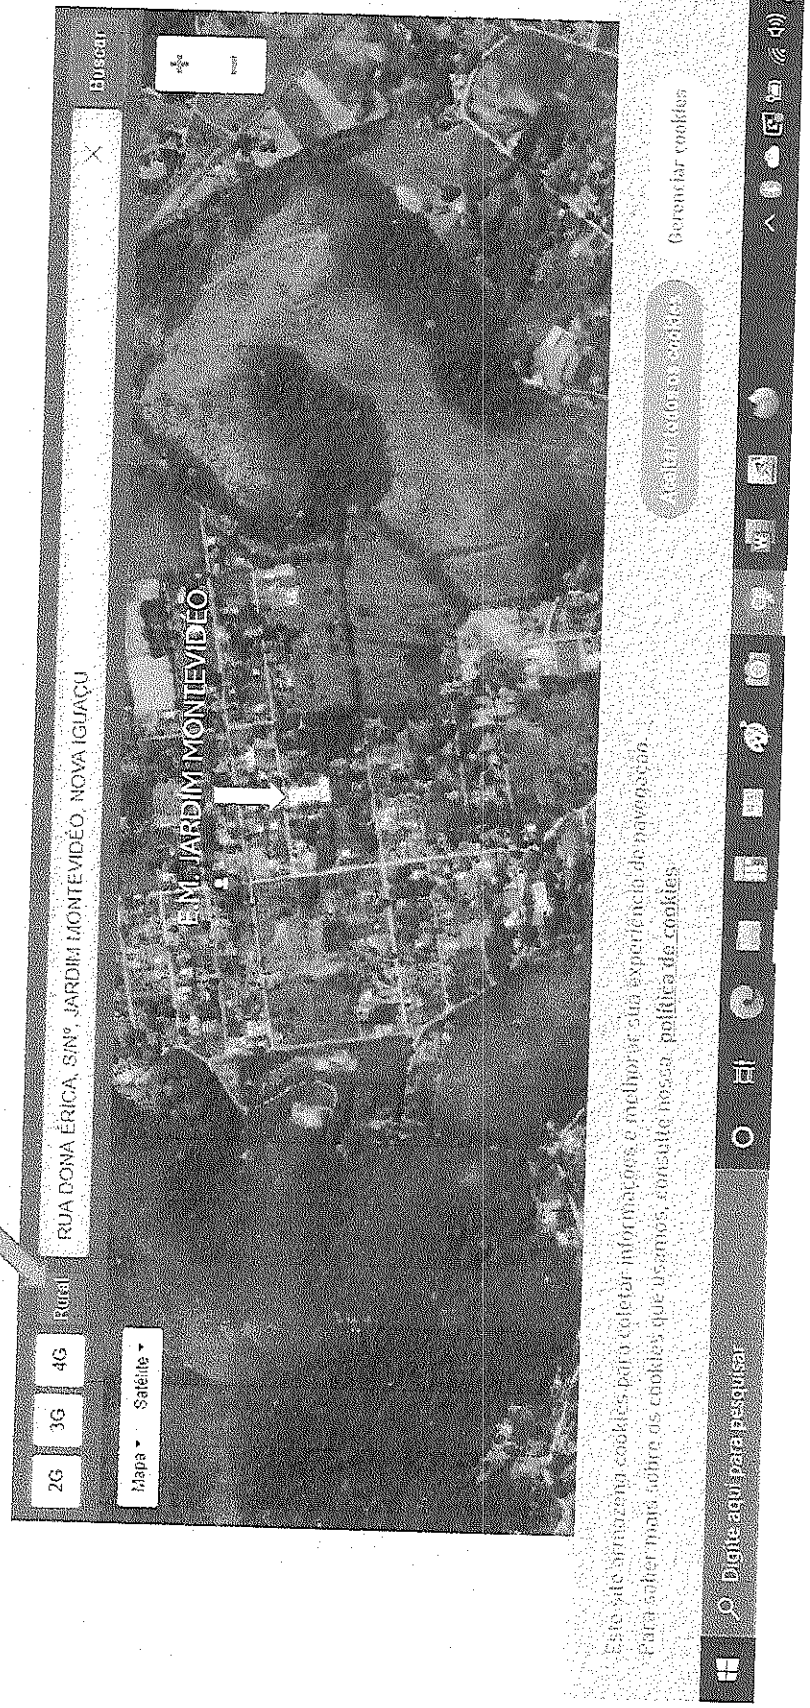 2G 3G 4G Rural RUA DONA ÉRICA, S/Nº, JARDIM MONTEVIDÉO, NOVA IGUAÇU Buscar
Mapa Satélite
E.M. JARDIM MONTEVIDÉO
Este site armazena cookies para coletar informações e melhorar sua experiência de navegação.
Para saber mais sobre os cookies que usamos, consulte nossa política de cookies
Aceitar todos os cookies
Gerenciar cookies
Digite aqui para pesquisar